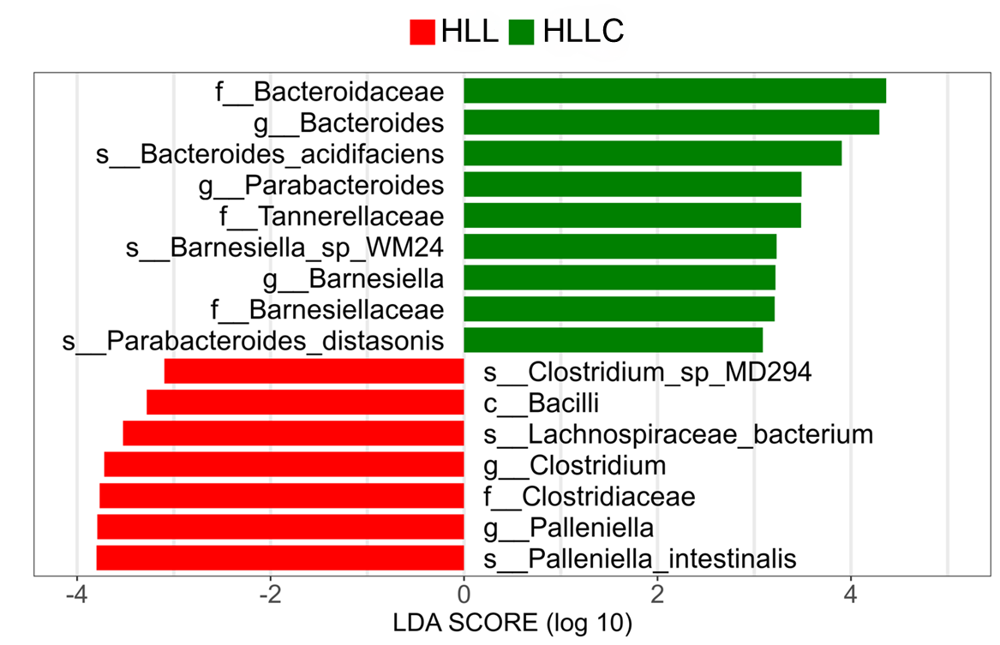 HLL HLLC
f__Bacteroidaceae
g__Bacteroides
s__Bacteroides_acidifaciens
g__Parabacteroides
f__Tannerellaceae
s__Barnesiella_sp_WM24
g__Barnesiella
f__Barnesiellaceae
s__Parabacteroides_distasonis
s__Clostridium_sp_MD294
c__Bacilli
s__Lachnospiraceae_bacterium
g__Clostridium
f__Clostridiaceae
g__Palleniella
s__Palleniella_intestinalis
-4 -2 0 2 4
LDA SCORE (log 10)